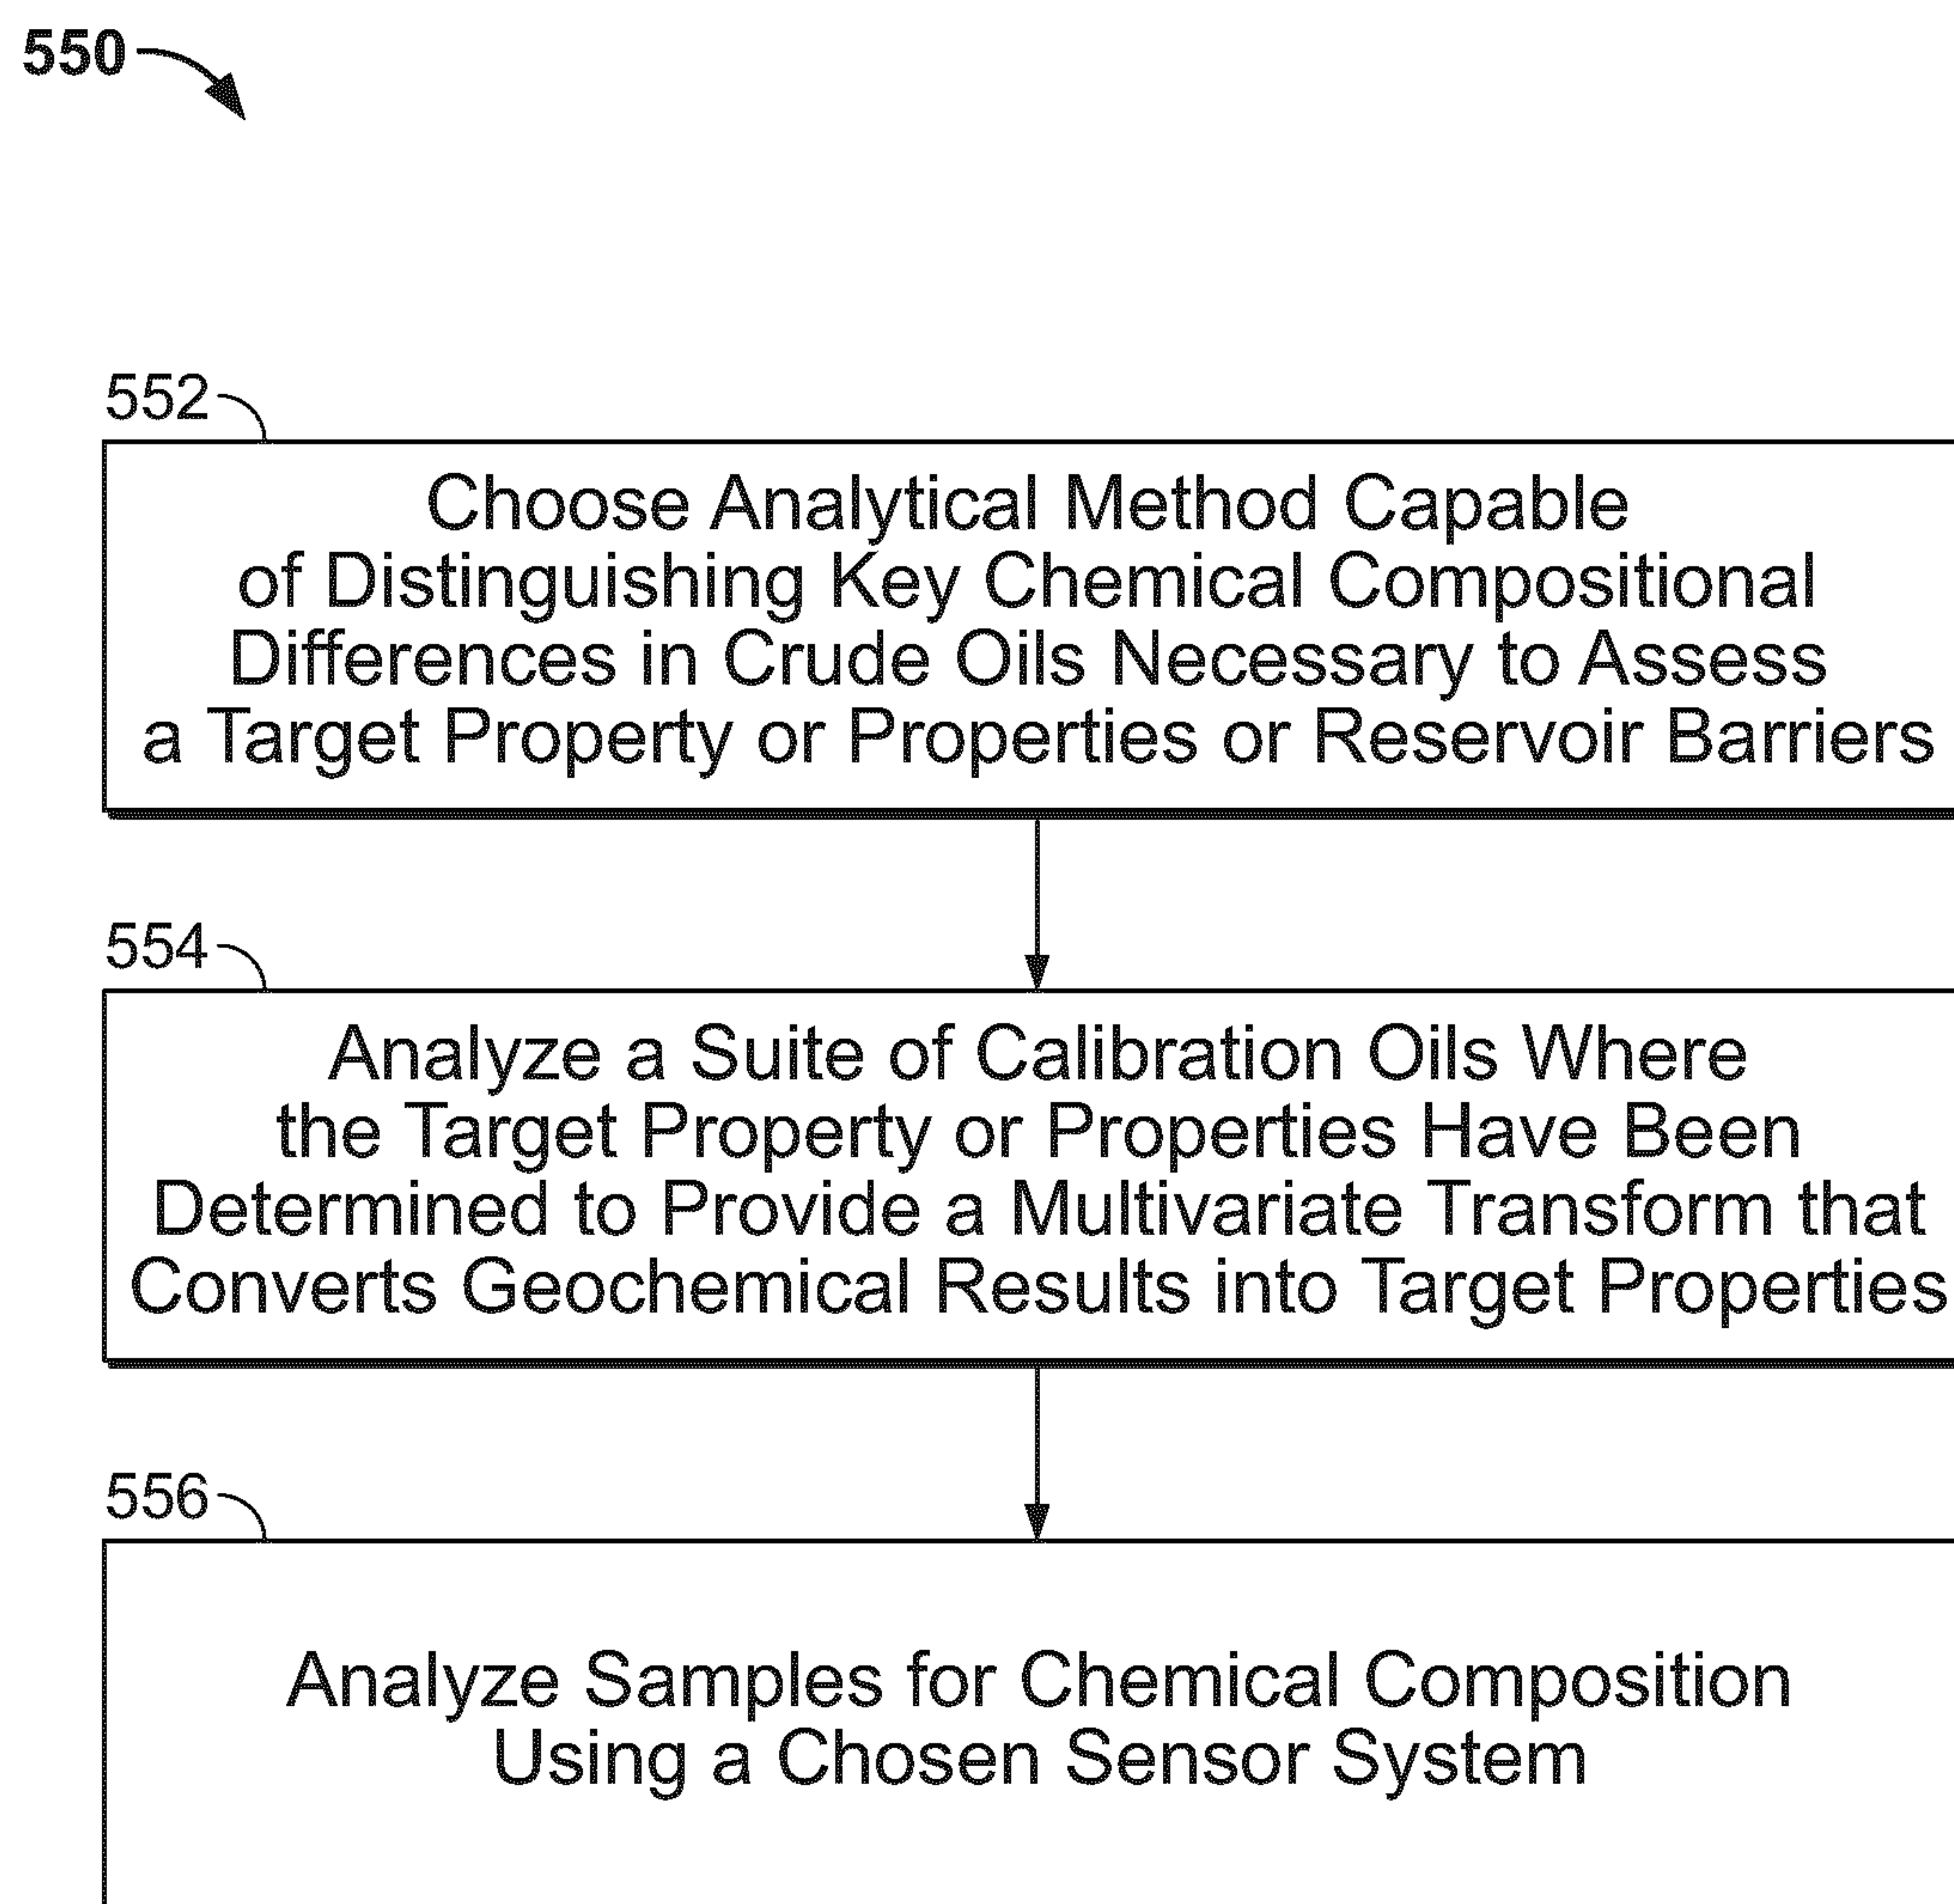 550
552
Choose Analytical Method Capable
of Distinguishing Key Chemical Compositional
Differences in Crude Oils Necessary to Assess
a Target Property or Properties or Reservoir Barriers
554
Analyze a Suite of Calibration Oils Where
the Target Property or Properties Have Been
Determined to Provide a Multivariate Transform that
Converts Geochemical Results into Target Properties
556
Analyze Samples for Chemical Composition
Using a Chosen Sensor System